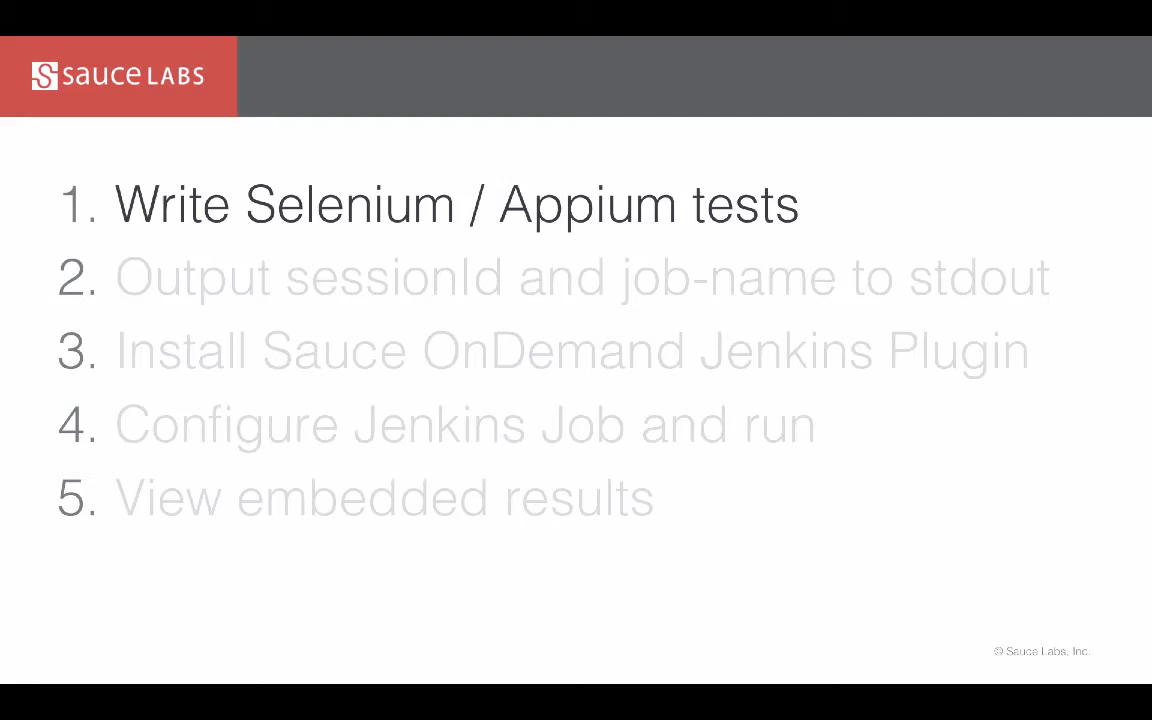 sauce LABS
1. Write Selenium / Appium tests
2. Output sessionId and job-name to stdout
3. Install Sauce OnDemand Jenkins Plugin
4. Configure Jenkins Job and run
5. View embedded results
© Sauce Labs, Inc.